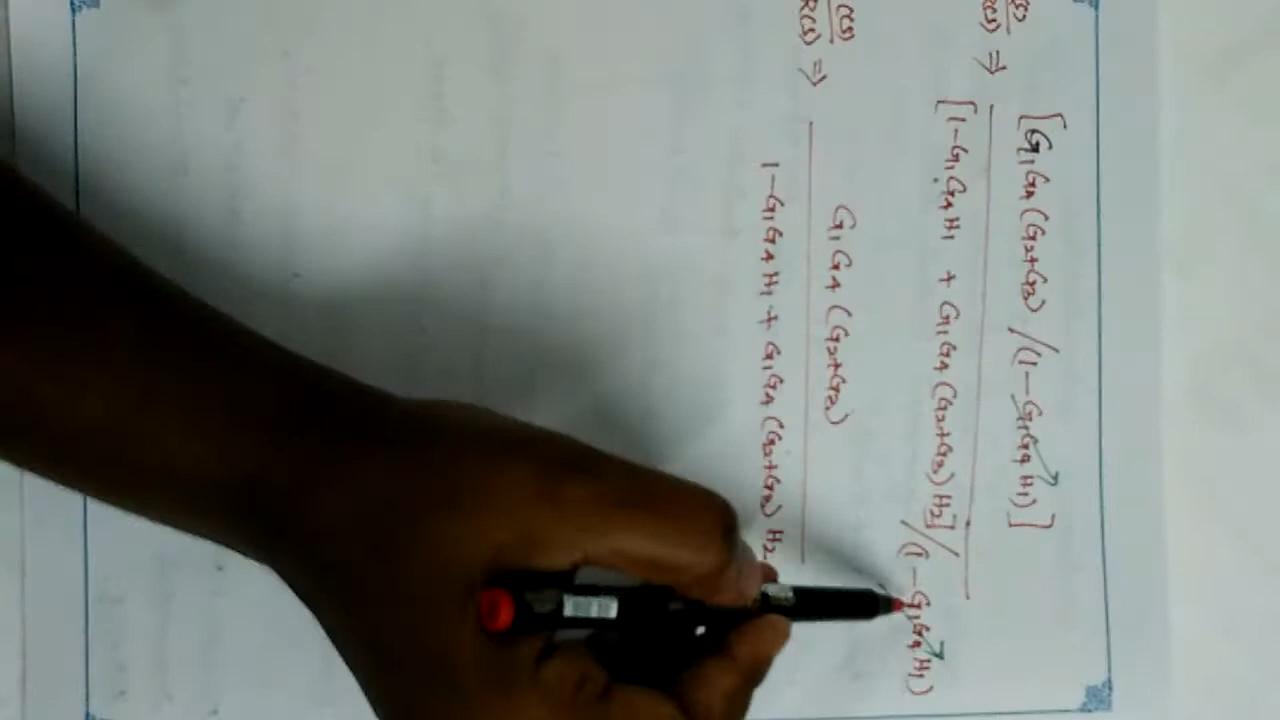 (s)
R(s) ⇒ [G1G4(G2+G3)/(1-G1G4H1)]
[1-G1G4H1 + G1G4(G2+G3)H2]/(1-G1G4H1)
C(s)
R(s) ⇒ G1G4(G2+G3)
1-G1G4H1 + G1G4(G2+G3)H2